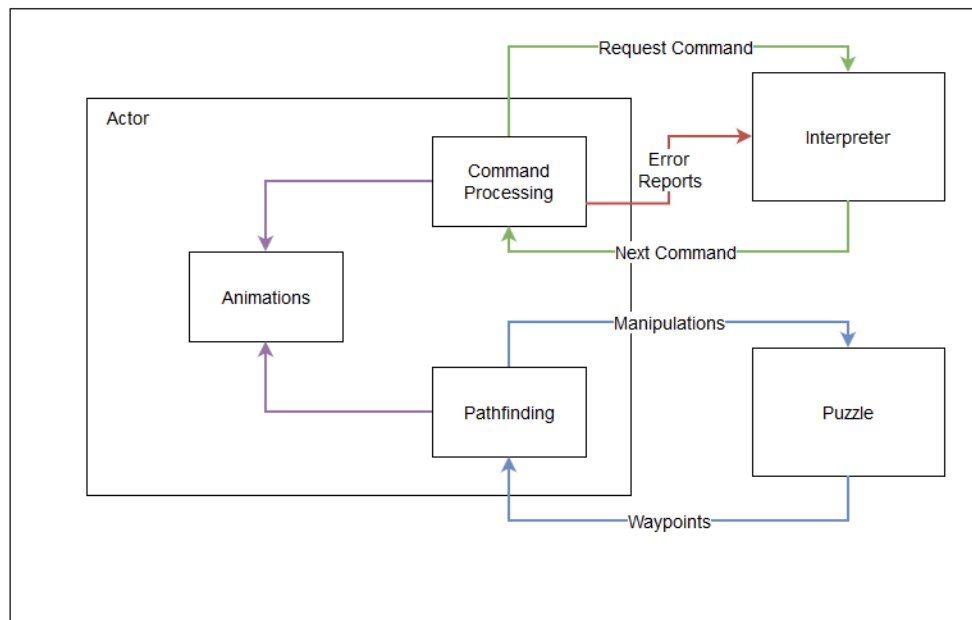 Request Command
Actor
Interpreter
Error
Reports
Command
Processing
Next Command
Animations
Manipulations
Pathfinding
Puzzle
Waypoints